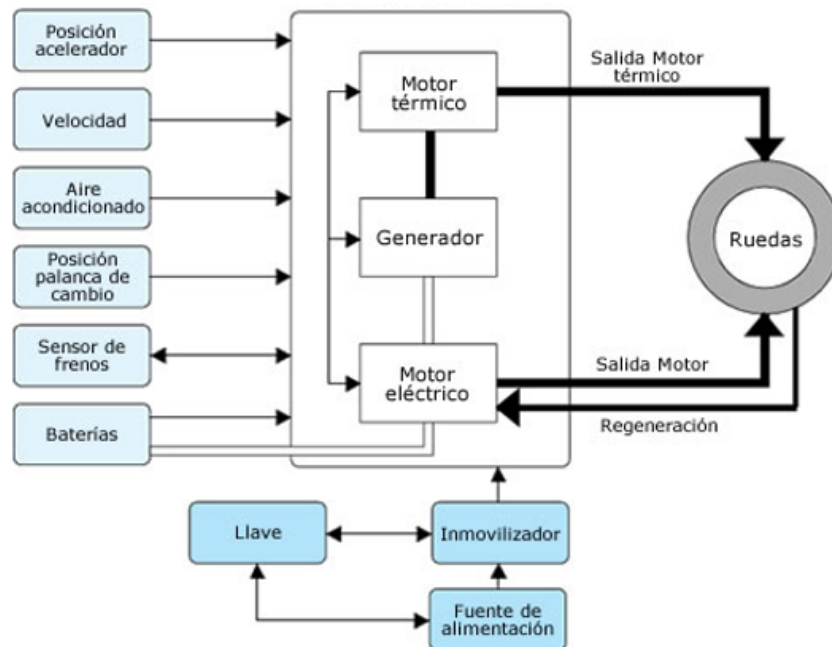 Posición
acelerador
Velocidad
Aire
acondicionado
Posición
palanca de
cambio
Sensor de
frenos
Baterías
Motor
térmico
Generador
Motor
eléctrico
Salida Motor
térmico
Ruedas
Salida Motor
Regeneración
Llave
Inmovilizador
Fuente de
alimentación